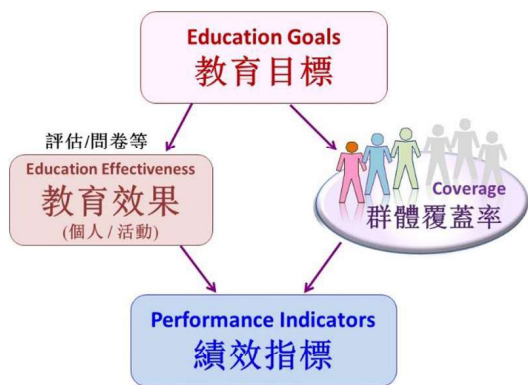 Education Goals
教育目標
評估/問卷等
Education Effectiveness
教育效果
(個人 / 活動)
Coverage
群體覆蓋率
Performance Indicators
績效指標